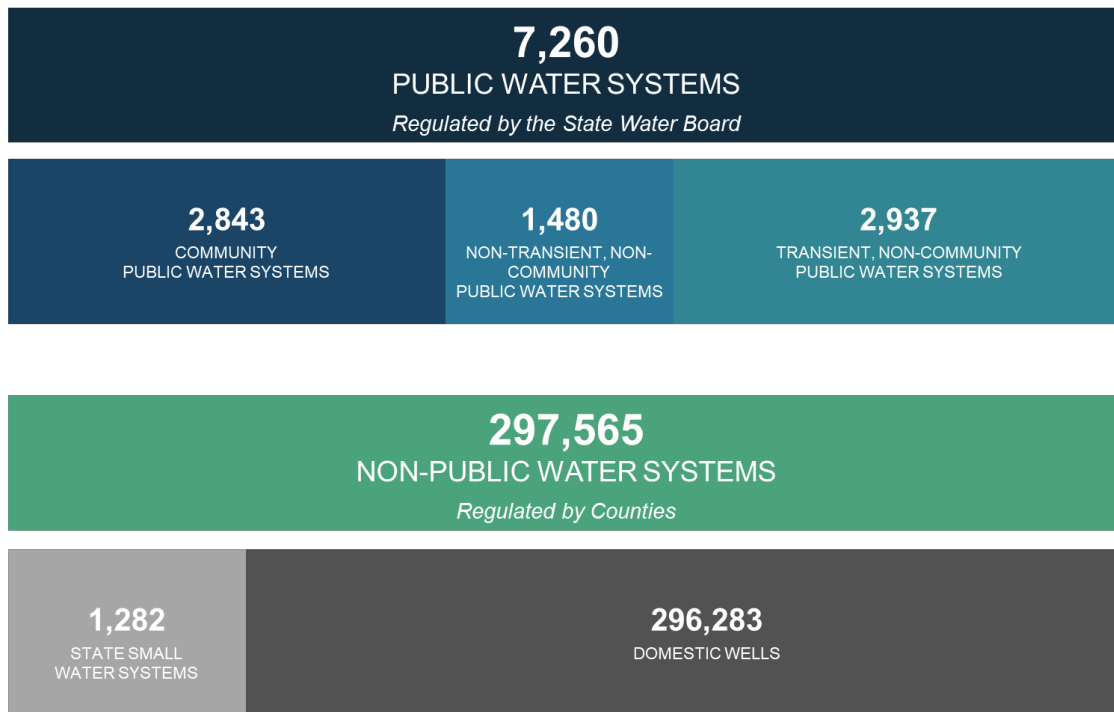 7,260
PUBLIC WATER SYSTEMS
Regulated by the State Water Board
2,843
COMMUNITY
PUBLIC WATER SYSTEMS
1,480
NON-TRANSIENT, NON-
COMMUNITY
PUBLIC WATER SYSTEMS
2,937
TRANSIENT, NON-COMMUNITY
PUBLIC WATER SYSTEMS
297,565
NON-PUBLIC WATER SYSTEMS
Regulated by Counties
1,282
STATE SMALL
WATER SYSTEMS
296,283
DOMESTIC WELLS